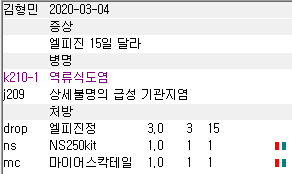 김형민 2020-03-04
증상
엘피진 15일 달라
병명
k210-1 역류식도염
j209 상세불명의 급성 기관지염
처방
drop 엘피진정 3.0 3 15
ns NS250kit 1.0 1 1
mc 마이어스칵테일 1.0 1 1